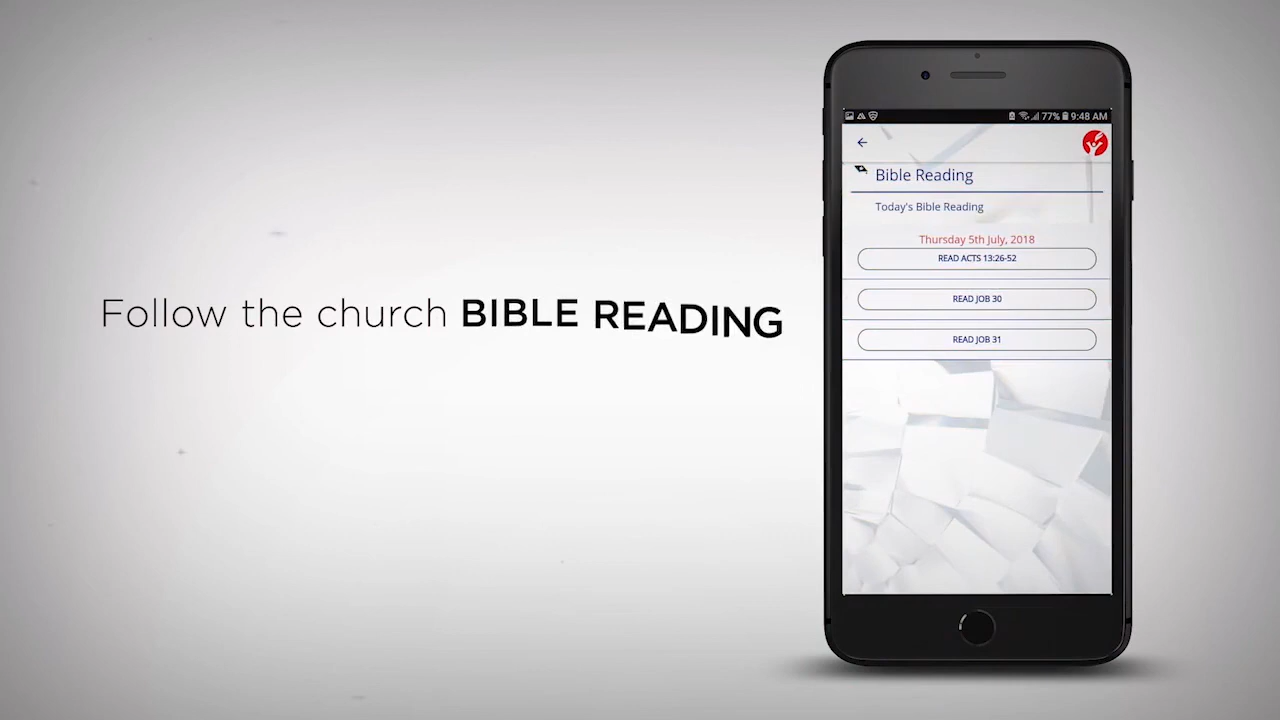 Follow the church BIBLE READING
77% 9:48 AM
Bible Reading
Today's Bible Reading
Thursday 5th July, 2018
READ ACTS 13:26-52
READ JOB 30
READ JOB 31